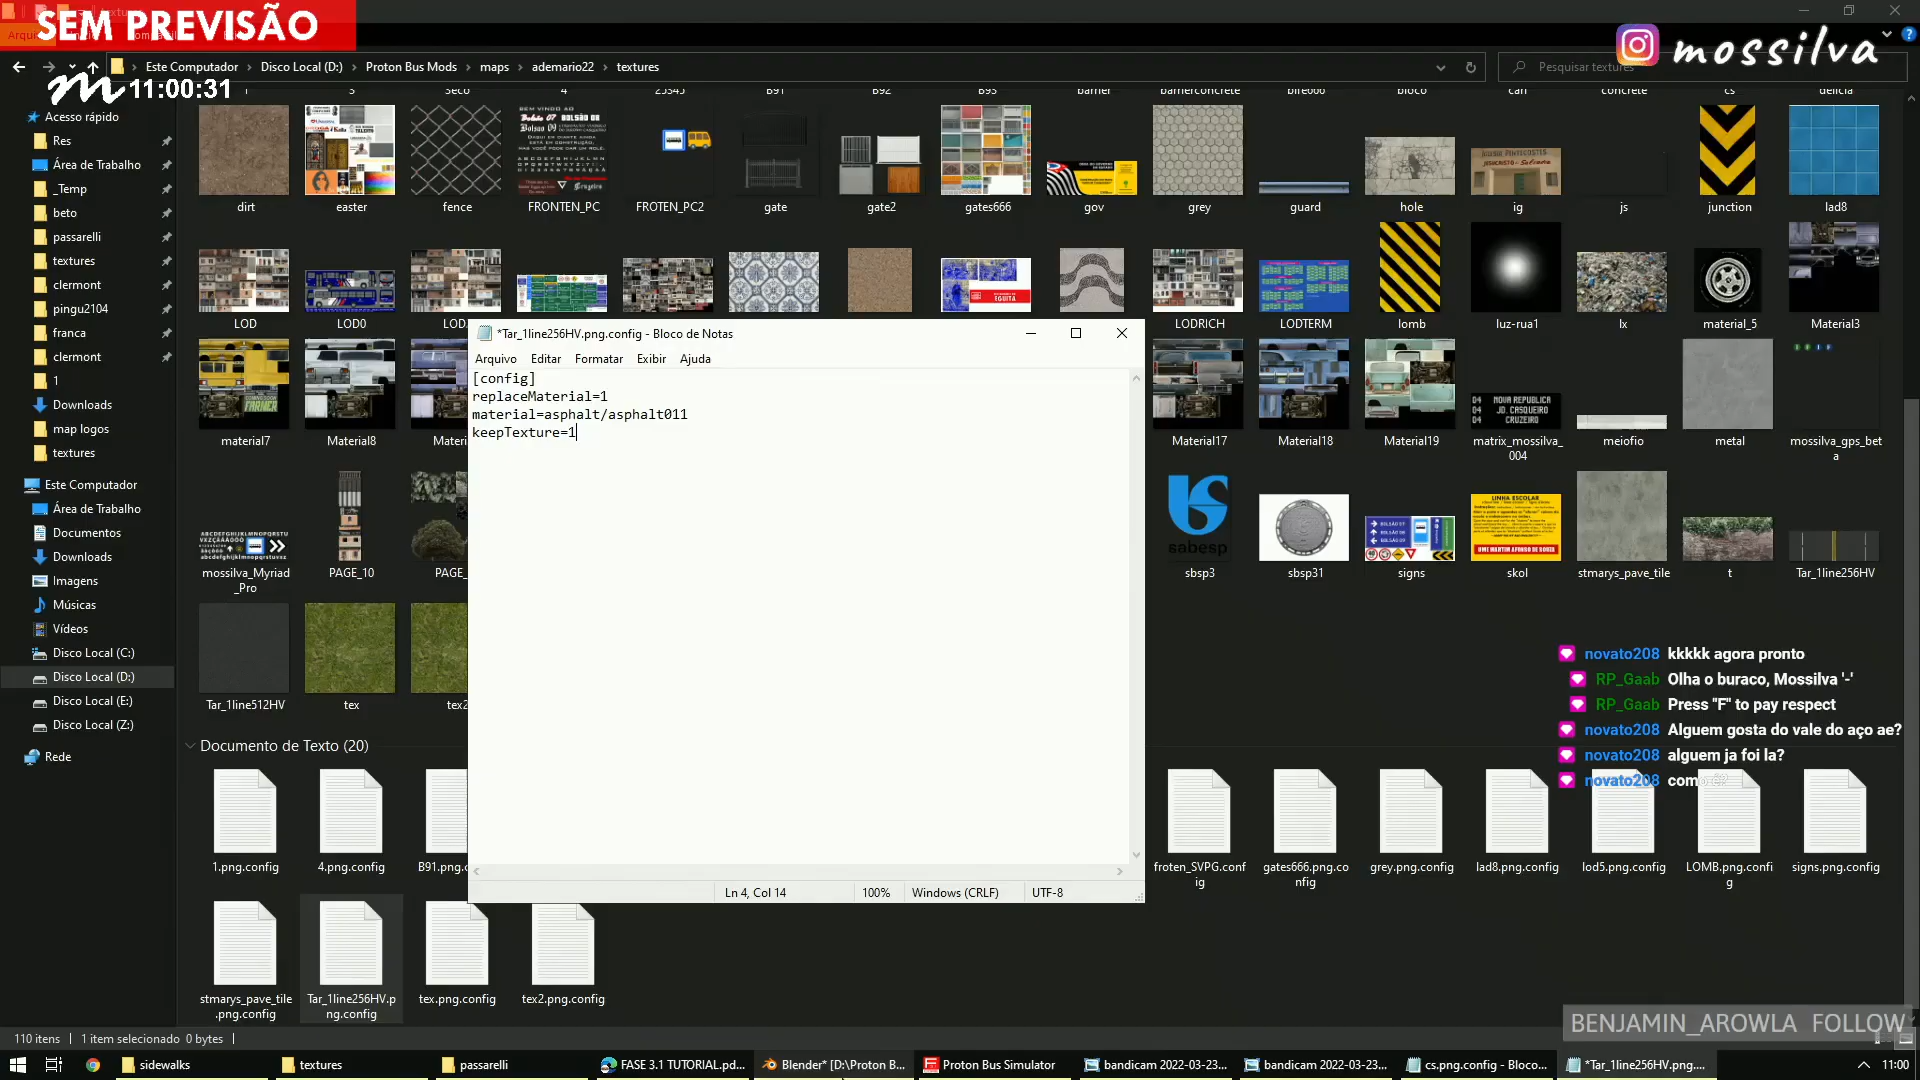 SEM PREVISÃO
mossilva
Este Computador > Disco Local (D:) > Proton Bus Mods > maps > ademario22 > textures
Pesquisar textures
11:00:31
Acesso rápido
Res
Área de Trabalho
_Temp
beto
passarelli
textures
clermont
pingu2104
franca
clermont
1
Downloads
map logos
textures
Este Computador
Área de Trabalho
Documentos
Downloads
Imagens
Músicas
Vídeos
Disco Local (C:)
Disco Local (D:)
Disco Local (E:)
Disco Local (Z:)
Rede
dirt easter fence FRONTEN_PC FROTEN_PC2 gate gate2 gates666 gov grey guard hole ig js junction lad8
LOD LOD0 LODRICH LODTERM lomb luz-rua1 lx material_5 Material3
material7 Material8 Material17 Material18 Material19 matrix_mossilva_004 meiofio metal mossilva_gps_beta
mossilva_Myriad_Pro PAGE_10 sbsp3 sbsp31 signs skol stmarys_pave_tile t Tar_1line256HV
Tar_1line512HV tex tex2
sabesp
*Tar_1line256HV.png.config - Bloco de Notas
Arquivo Editar Formatar Exibir Ajuda
[config]
replaceMaterial=1
material=asphalt/asphalt011
keepTexture=1
Ln 4, Col 14 100% Windows (CRLF) UTF-8
novato208 kkkkk agora pronto
RP_Gaab Olha o buraco, Mossilva '-'
RP_Gaab Press "F" to pay respect
novato208 Alguem gosta do vale do aço ae?
novato208 alguem ja foi la?
novato208 como é?
Documento de Texto (20)
1.png.config 4.png.config froten_SVPG.config gates666.png.config grey.png.config lad8.png.config lod5.png.config LOMB.png.config signs.png.config
stmarys_pave_tile.png.config Tar_1line256HV.png.config tex.png.config tex2.png.config
110 itens 1 item selecionado 0 bytes
BENJAMIN_AROWLA FOLLOW
sidewalks textures passarelli FASE 3.1 TUTORIAL.pd... Blender* [D:\Proton B... Proton Bus Simulator bandicam 2022-03-23... bandicam 2022-03-23... cs.png.config - Bloco... *Tar_1line256HV.png.... 11:00